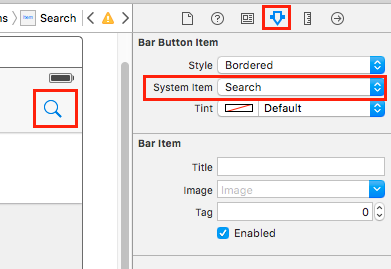 ns
Item
Search
Bar Button Item
Style
Bordered
System Item
Search
Tint
Default
Bar Item
Title
Image
Image
Tag
0
Enabled